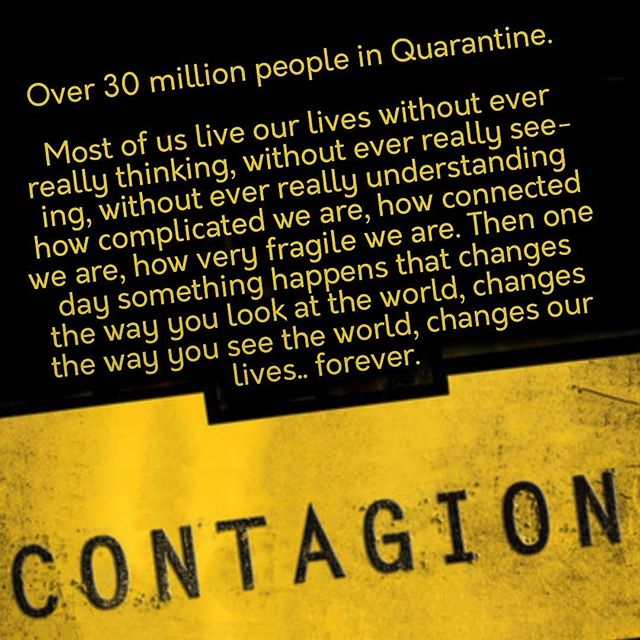 Over 30 million people in Quarantine.
Most of us live our lives without ever
really thinking, without ever really see-
ing, without ever really understanding
how complicated we are, how connected
we are, how very fragile we are. Then one
day something happens that changes
the way you look at the world, changes
the way you see the world, changes our
lives.. forever.
CONTAGION